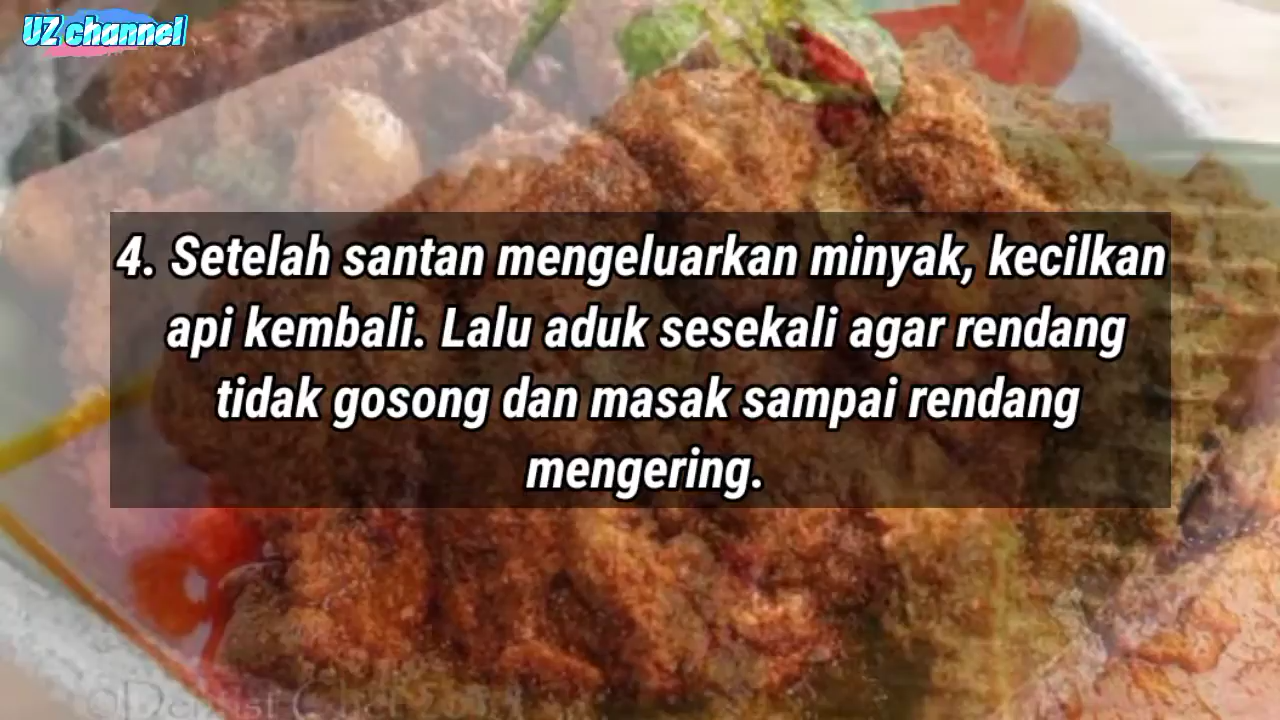 UZ channel
4. Setelah santan mengeluarkan minyak, kecilkan
api kembali. Lalu aduk sesekali agar rendang
tidak gosong dan masak sampai rendang
mengering.